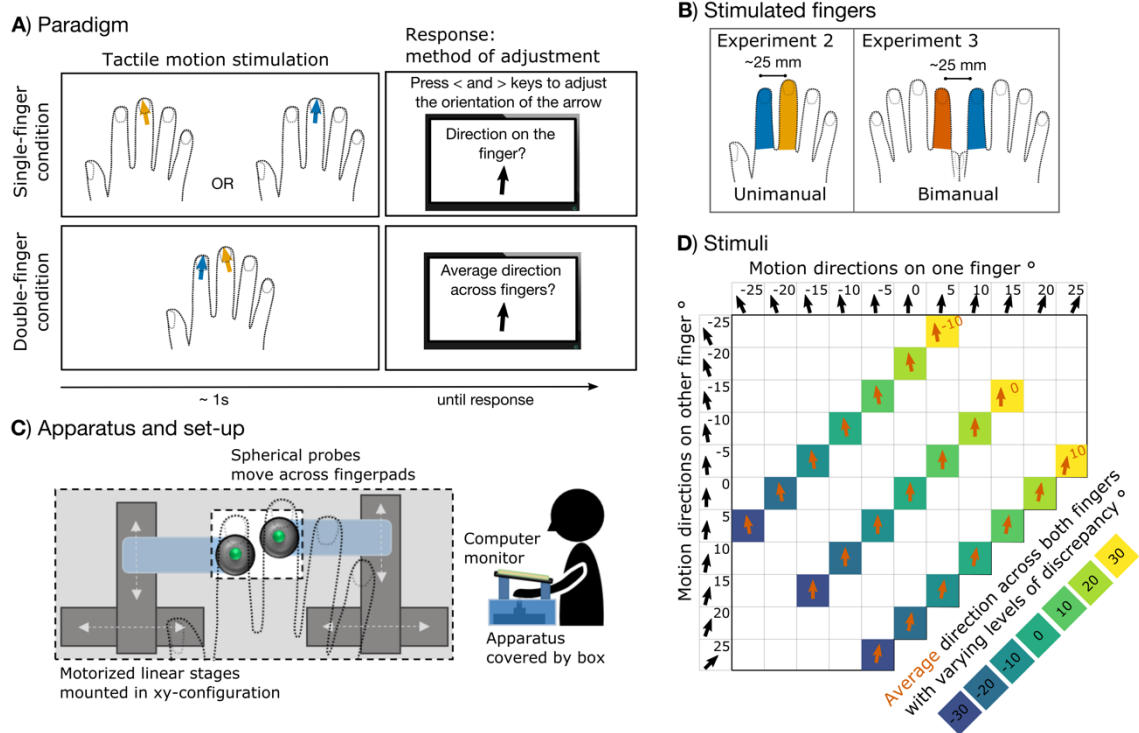 A) Paradigm
Tactile motion stimulation
Response:
method of adjustment
Single-finger
condition
OR
Press < and > keys to adjust
the orientation of the arrow
Direction on the
finger?
Double-finger
condition
Average direction
across fingers?
~ 1s
until response
B) Stimulated fingers
Experiment 2
~25 mm
Unimanual
Experiment 3
~25 mm
Bimanual
C) Apparatus and set-up
Spherical probes
move across fingerpads
Computer
monitor
Apparatus
covered by box
Motorized linear stages
mounted in xy-configuration
D) Stimuli
Motion directions on one finger °
-25 -20 -15 -10 -5 0 5 10 15 20 25
Motion directions on other finger °
-25
-20
-15
-10
-5
0
5
10
15
20
25
-10
0
10
Average direction across both fingers
with varying levels of discrepancy °
-30 -20 -10 0 10 20 30